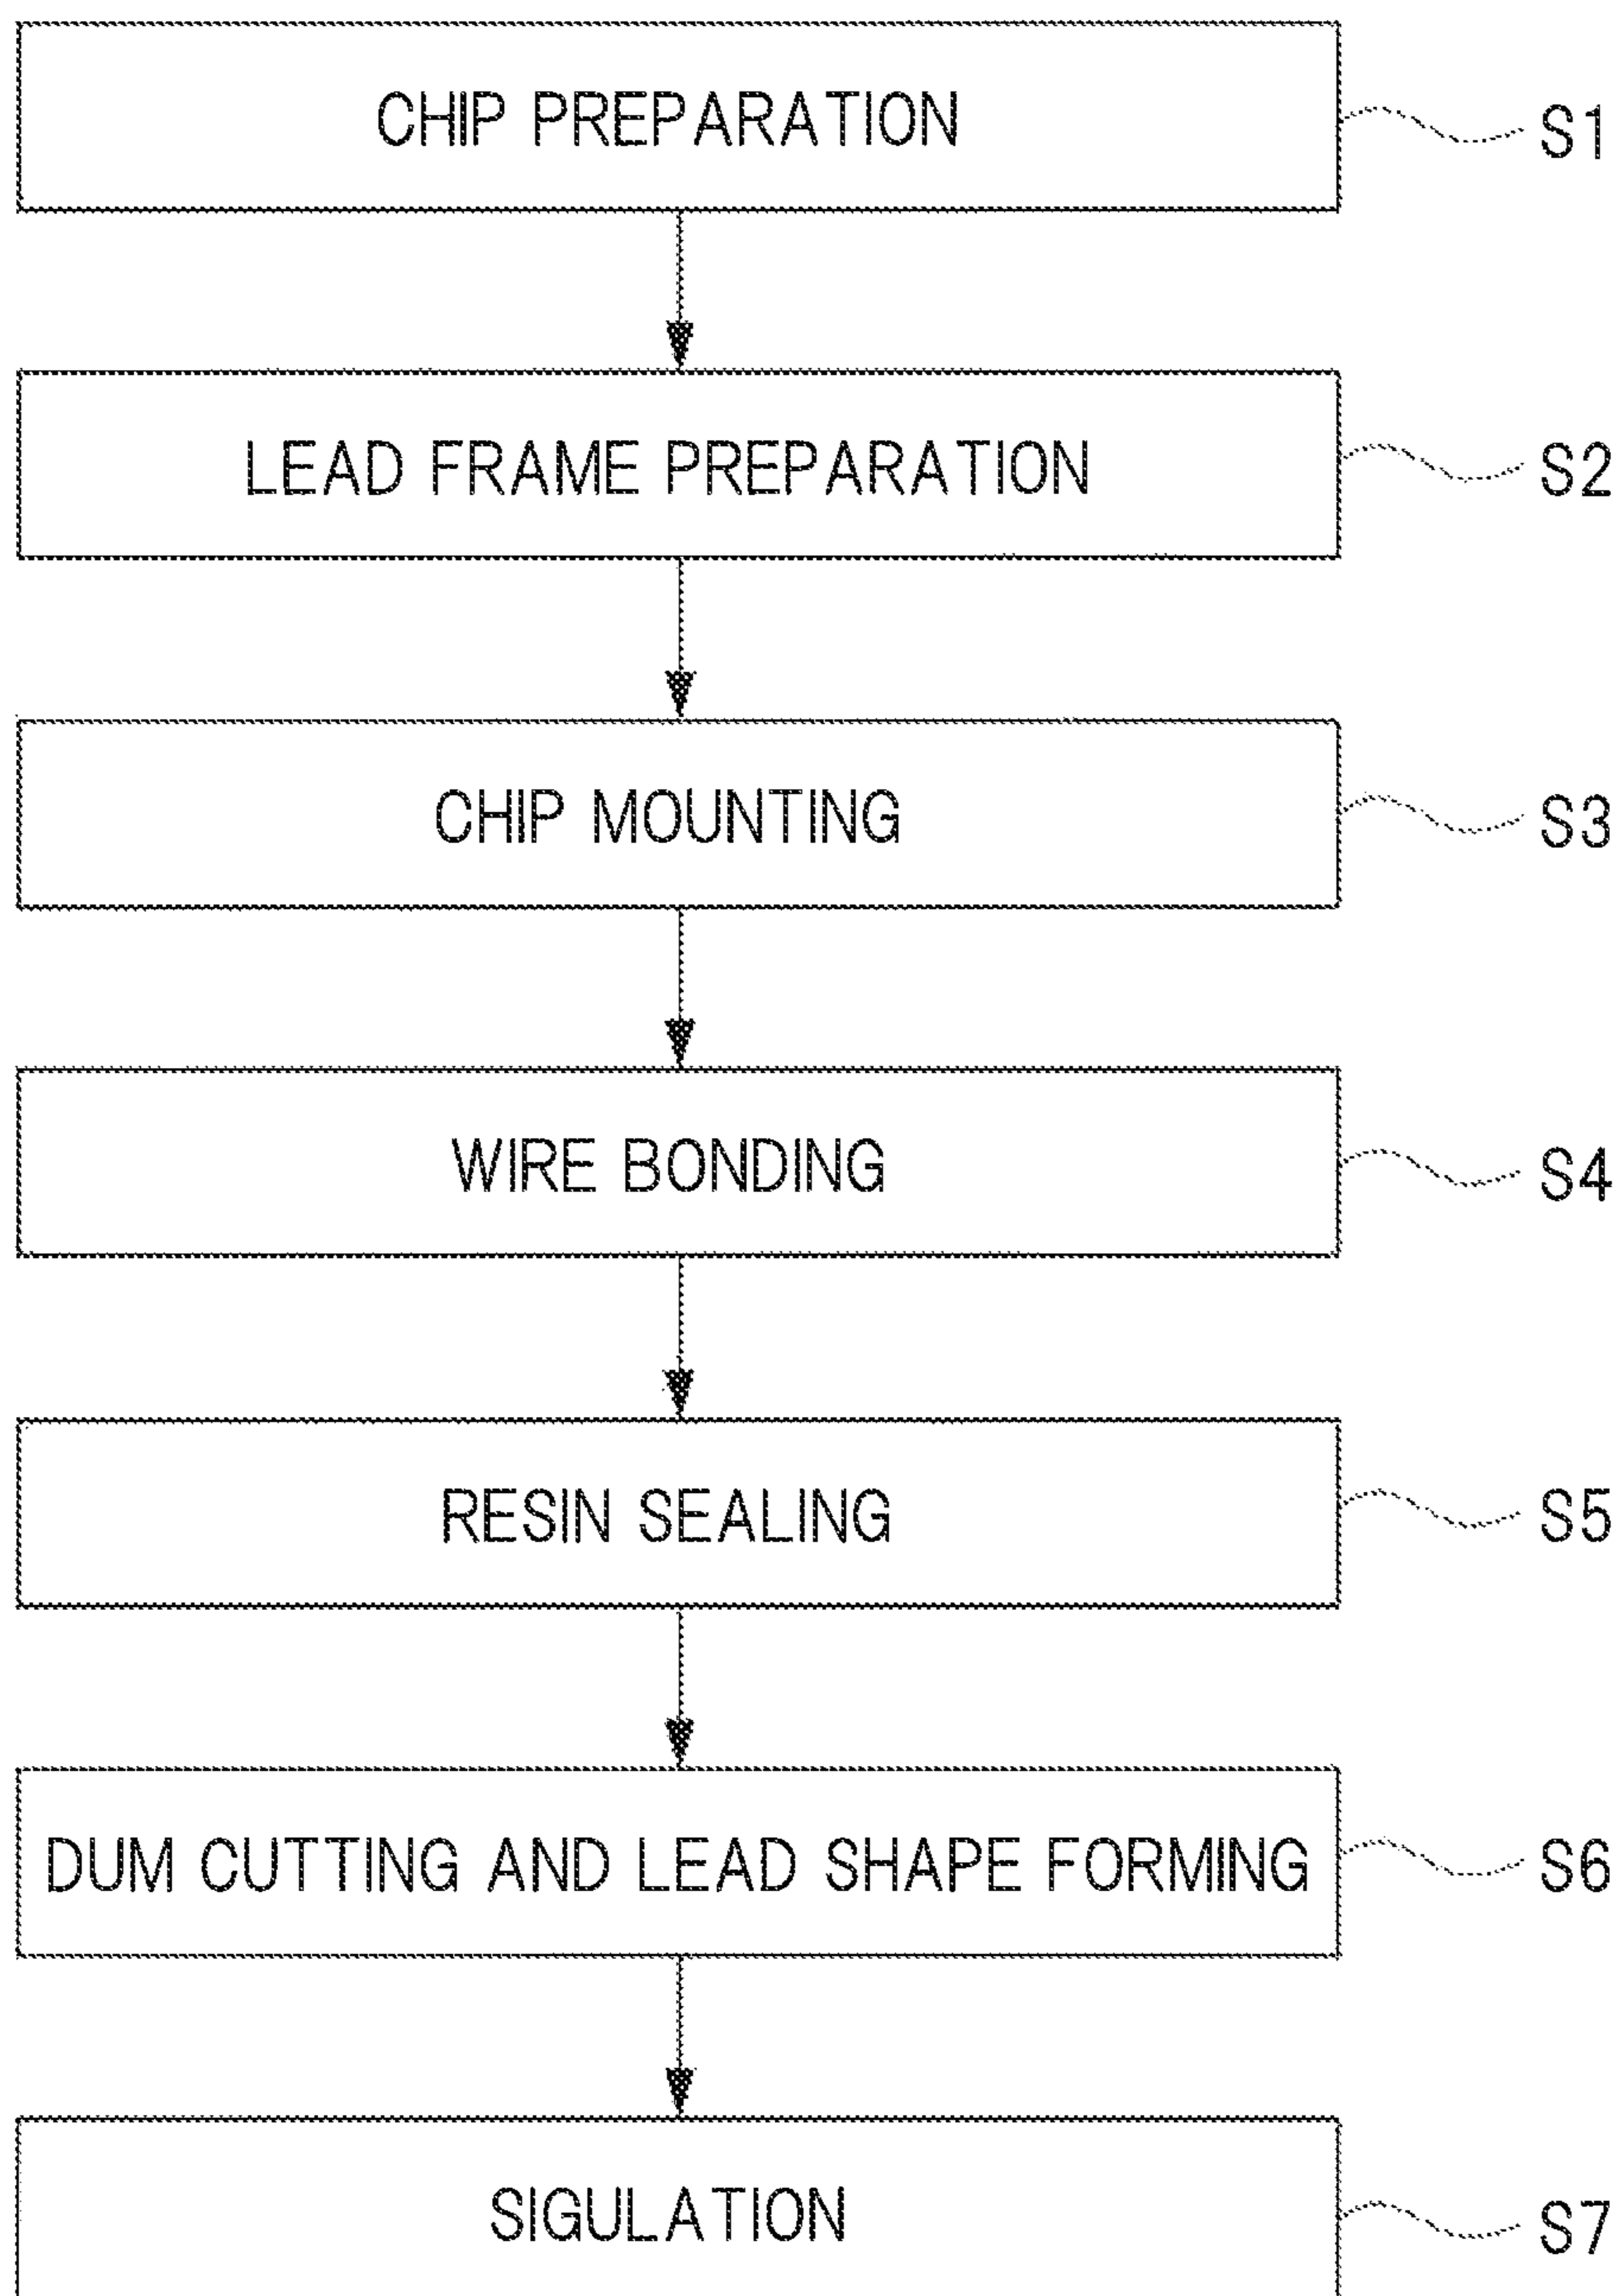 CHIP PREPARATION S1
LEAD FRAME PREPARATION S2
CHIP MOUNTING S3
WIRE BONDING S4
RESIN SEALING S5
DUM CUTTING AND LEAD SHAPE FORMING S6
SIGULATION S7